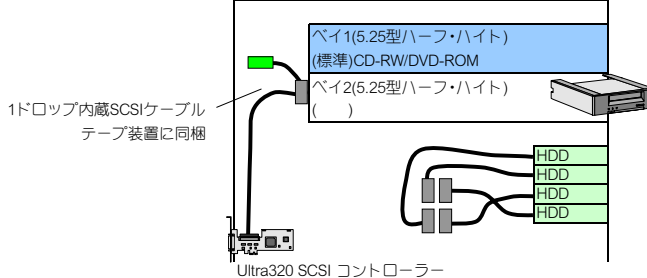 ベイ1(5.25型ハーフ・ハイト)
(標準)CD-RW/DVD-ROM
ベイ2(5.25型ハーフ・ハイト)
(　　)
1ドロップ内蔵SCSIケーブル
テープ装置に同梱
HDD
HDD
HDD
HDD
Ultra320 SCSI コントローラー